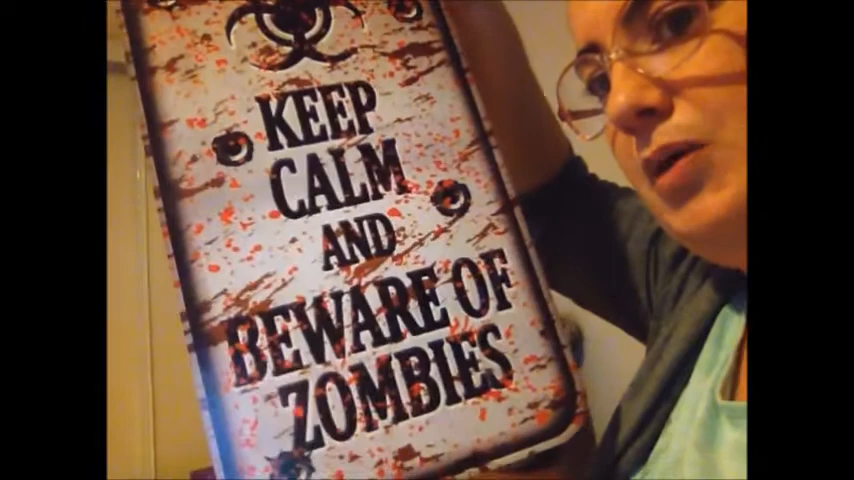 KEEP
CALM
AND
BEWARE OF
ZOMBIES